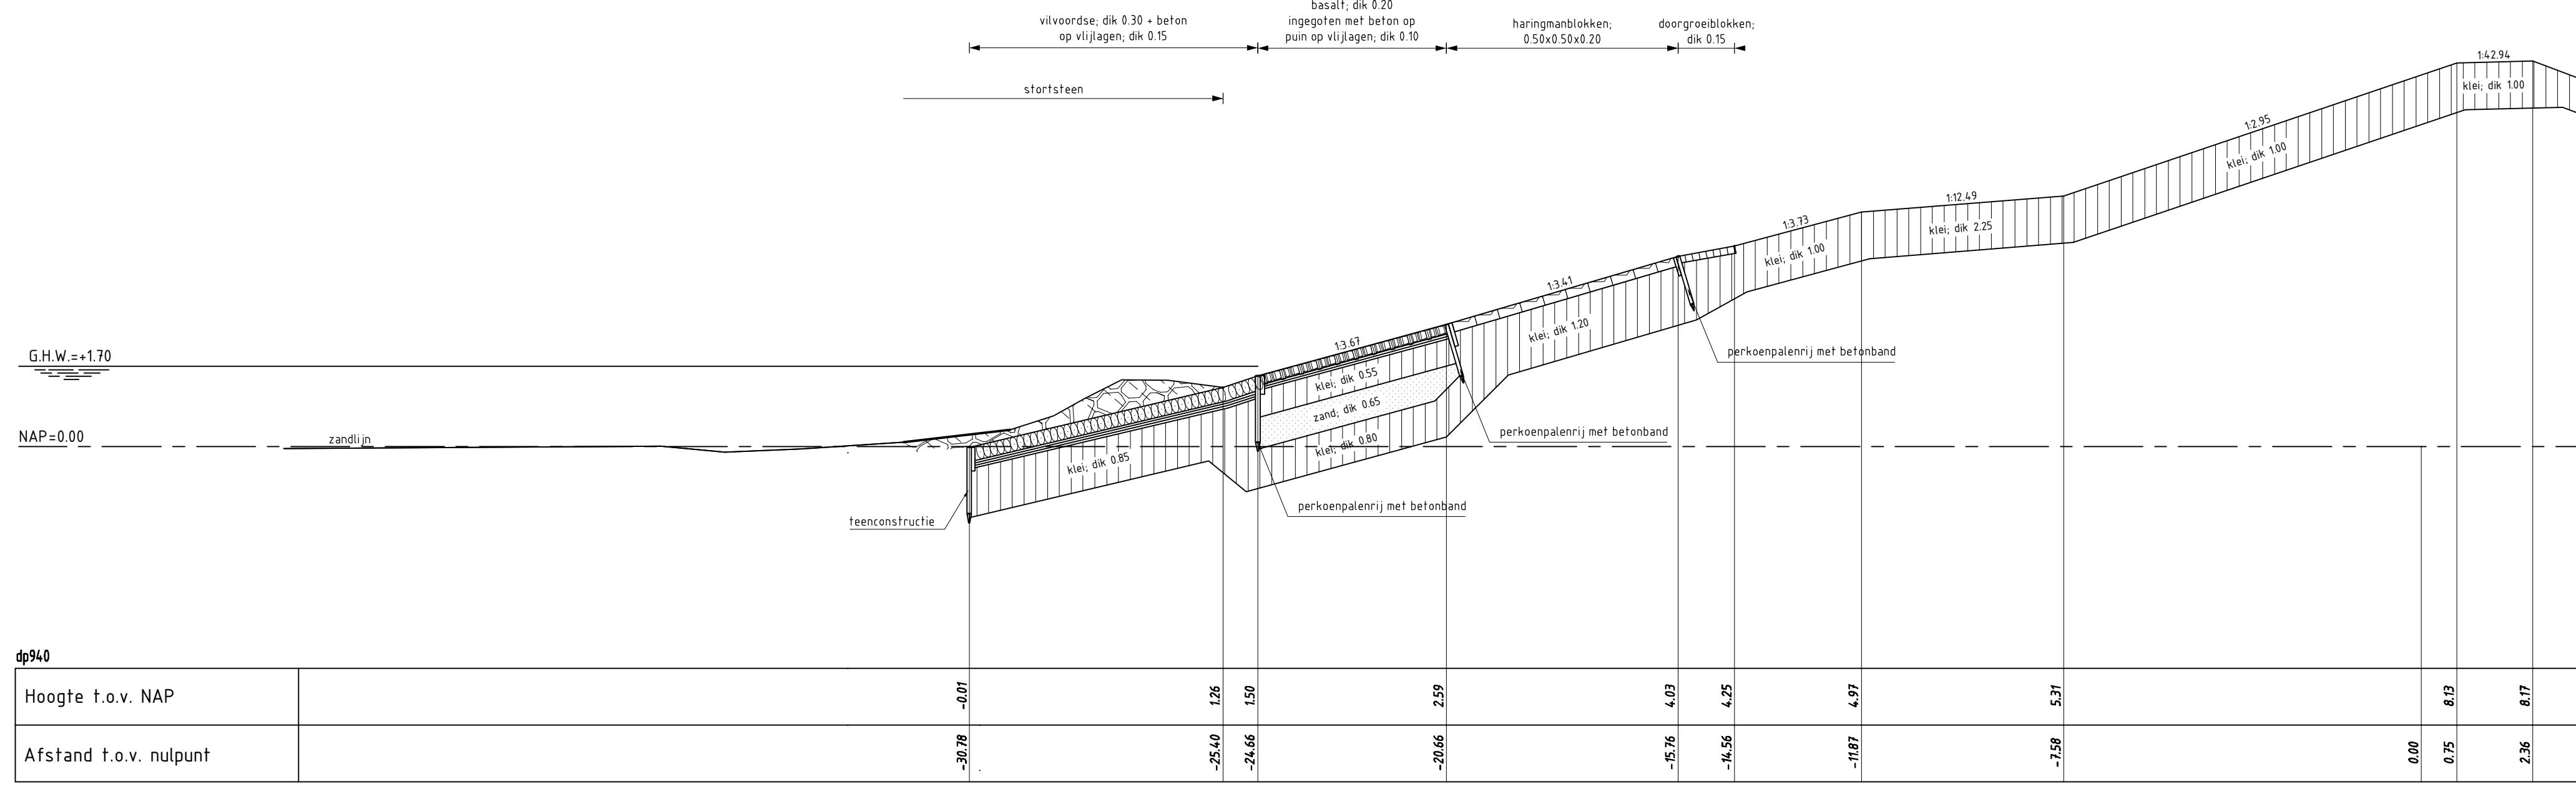 basalt; dik 0.20
vilvoordse; dik 0.30 + beton
op vlijlagen; dik 0.15
ingegoten met beton op
puin op vlijlagen; dik 0.10
haringmanblokken;
0.50x0.50x0.20
doorgroeiblokken;
dik 0.15
stortsteen
1:42.94
klei; dik 1.00
1:2.95
klei; dik 1.00
1:12.49
klei; dik 2.25
1:3.73
klei; dik 1.00
1:3.41
klei; dik 1.20
1:3.67
klei; dik 0.55
zand; dik 0.65
klei; dik 0.80
klei; dik 0.85
G.H.W.=+1.70
NAP=0.00
zandlijn
perkoenpalenrij met betonband
perkoenpalenrij met betonband
perkoenpalenrij met betonband
teenconstructie
dp940
Hoogte t.o.v. NAP -0.01 1.26 1.50 2.59 4.03 4.25 4.97 5.31 8.13 8.17
Afstand t.o.v. nulpunt -30.78 -25.40 -24.66 -20.66 -15.76 -14.56 -11.87 -7.58 0.00 0.75 2.36